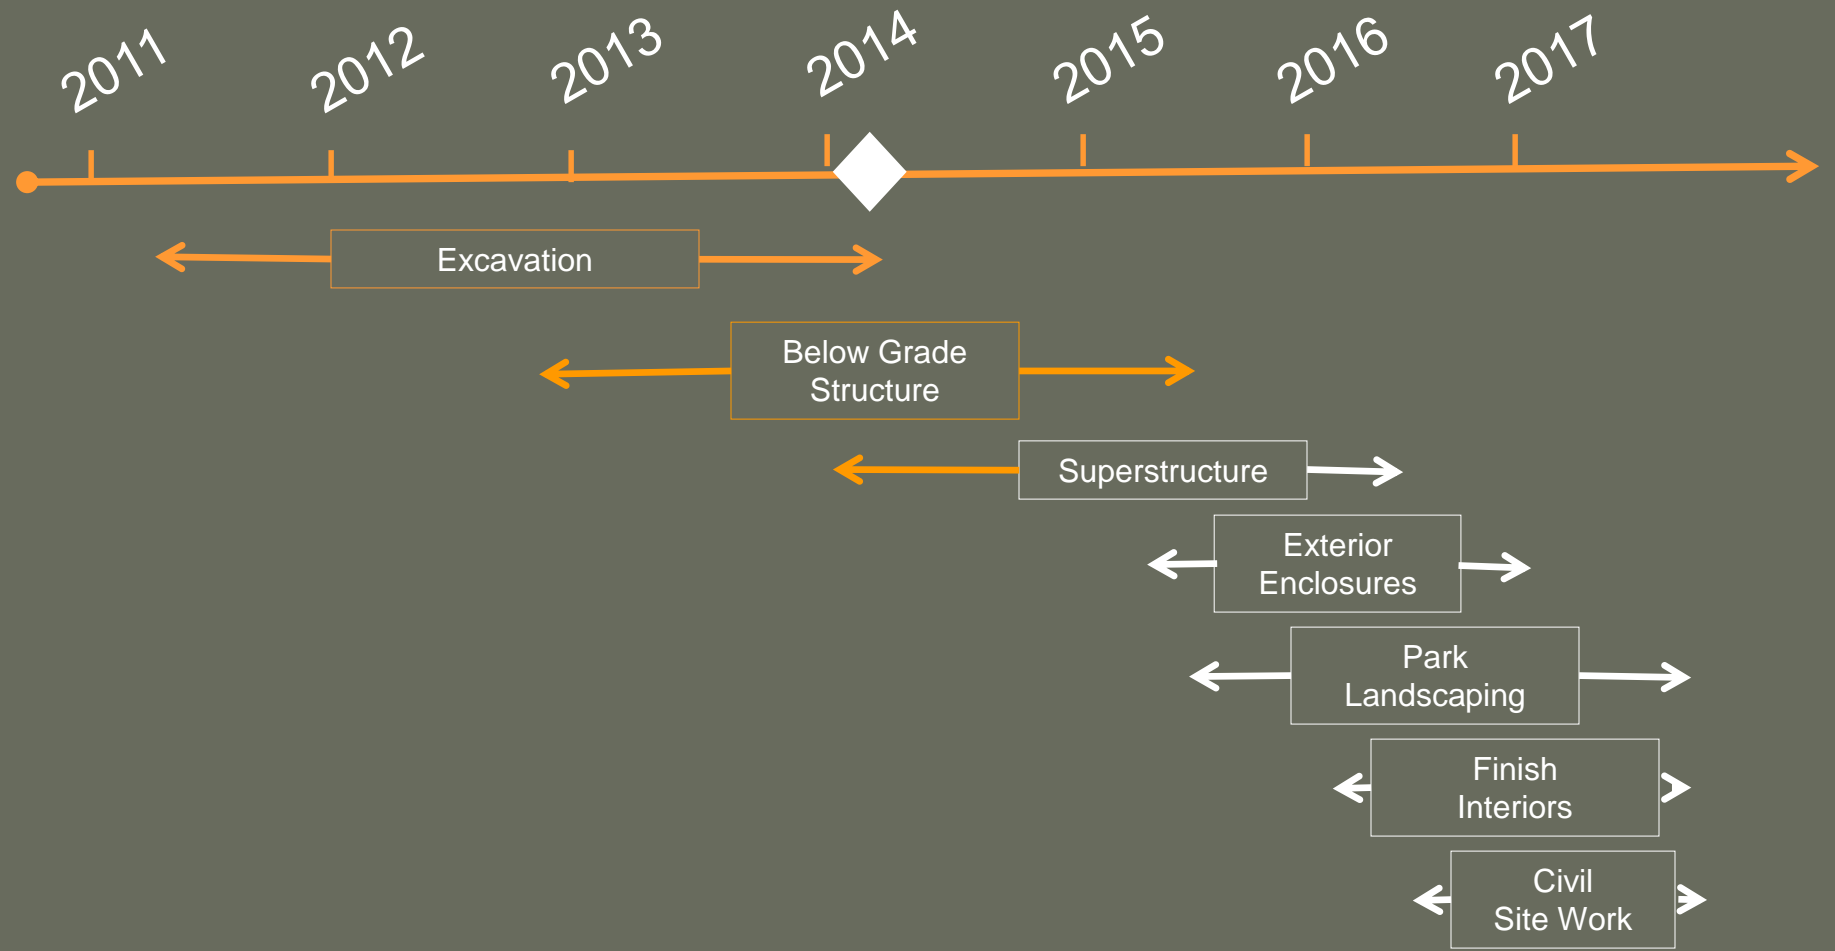 2011
2012
2013
2014
2015
2016
2017
Excavation
Below Grade
Structure
Superstructure
Exterior
Enclosures
Park
Landscaping
Finish
Interiors
Civil
Site Work